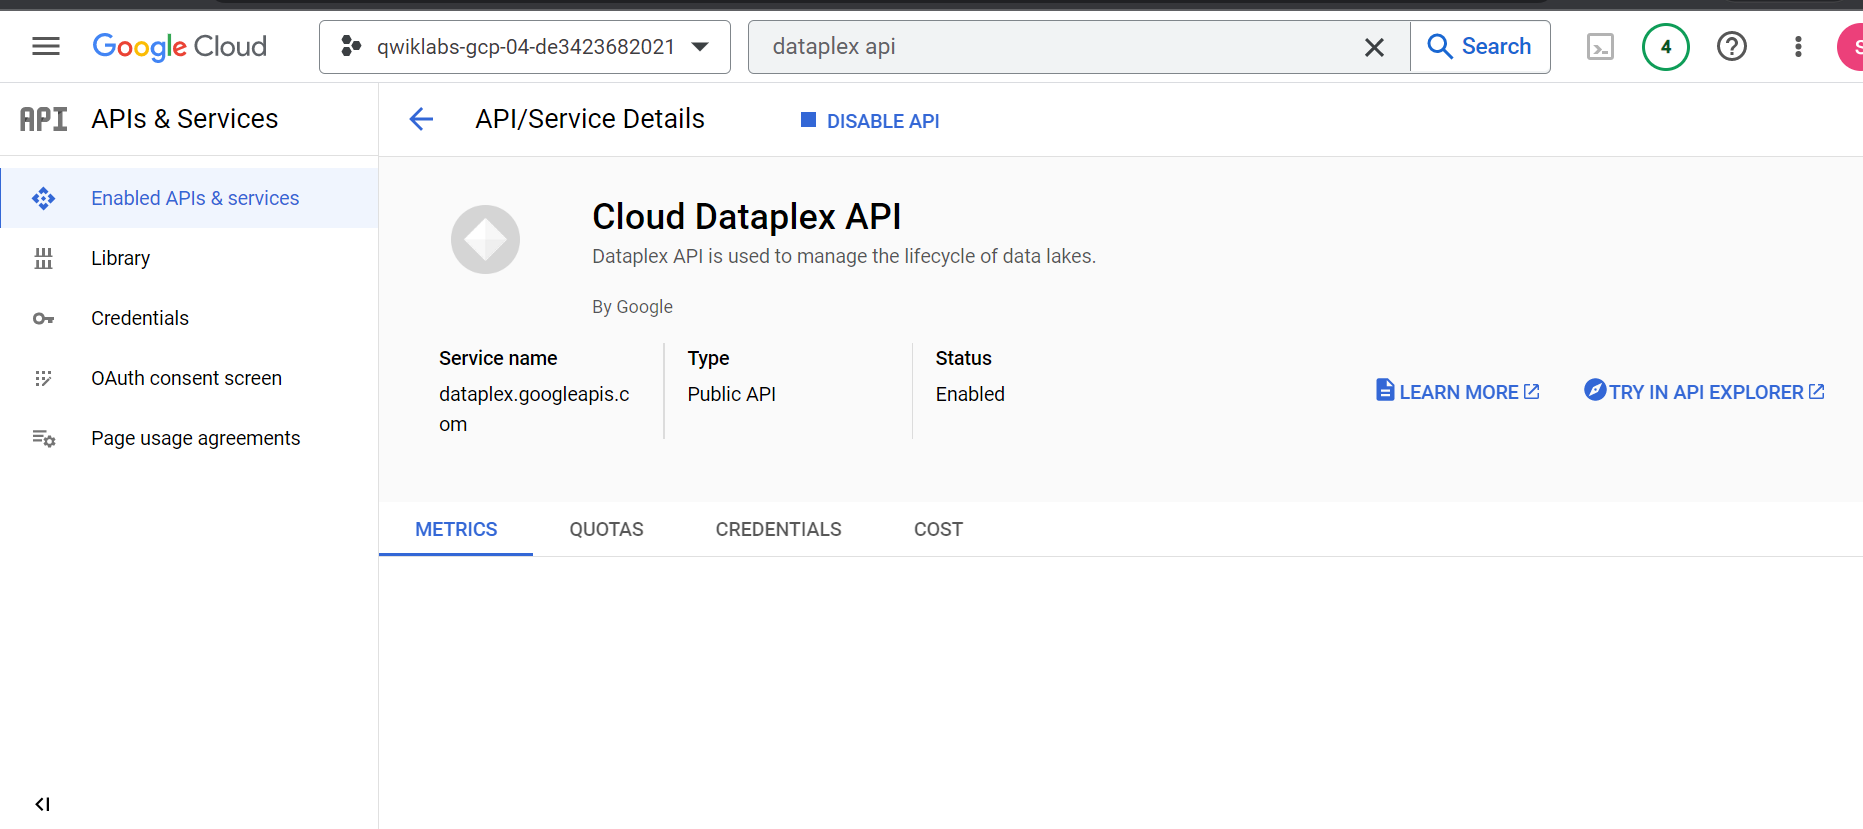 Google Cloud
qwiklabs-gcp-04-de3423682021
dataplex api
Search
4
S
API APIs & Services
API/Service Details
DISABLE API
Enabled APIs & services
Library
Credentials
OAuth consent screen
Page usage agreements
Cloud Dataplex API
Dataplex API is used to manage the lifecycle of data lakes.
By Google
Service name
dataplex.googleapis.c
om
Type
Public API
Status
Enabled
LEARN MORE
TRY IN API EXPLORER
METRICS
QUOTAS
CREDENTIALS
COST